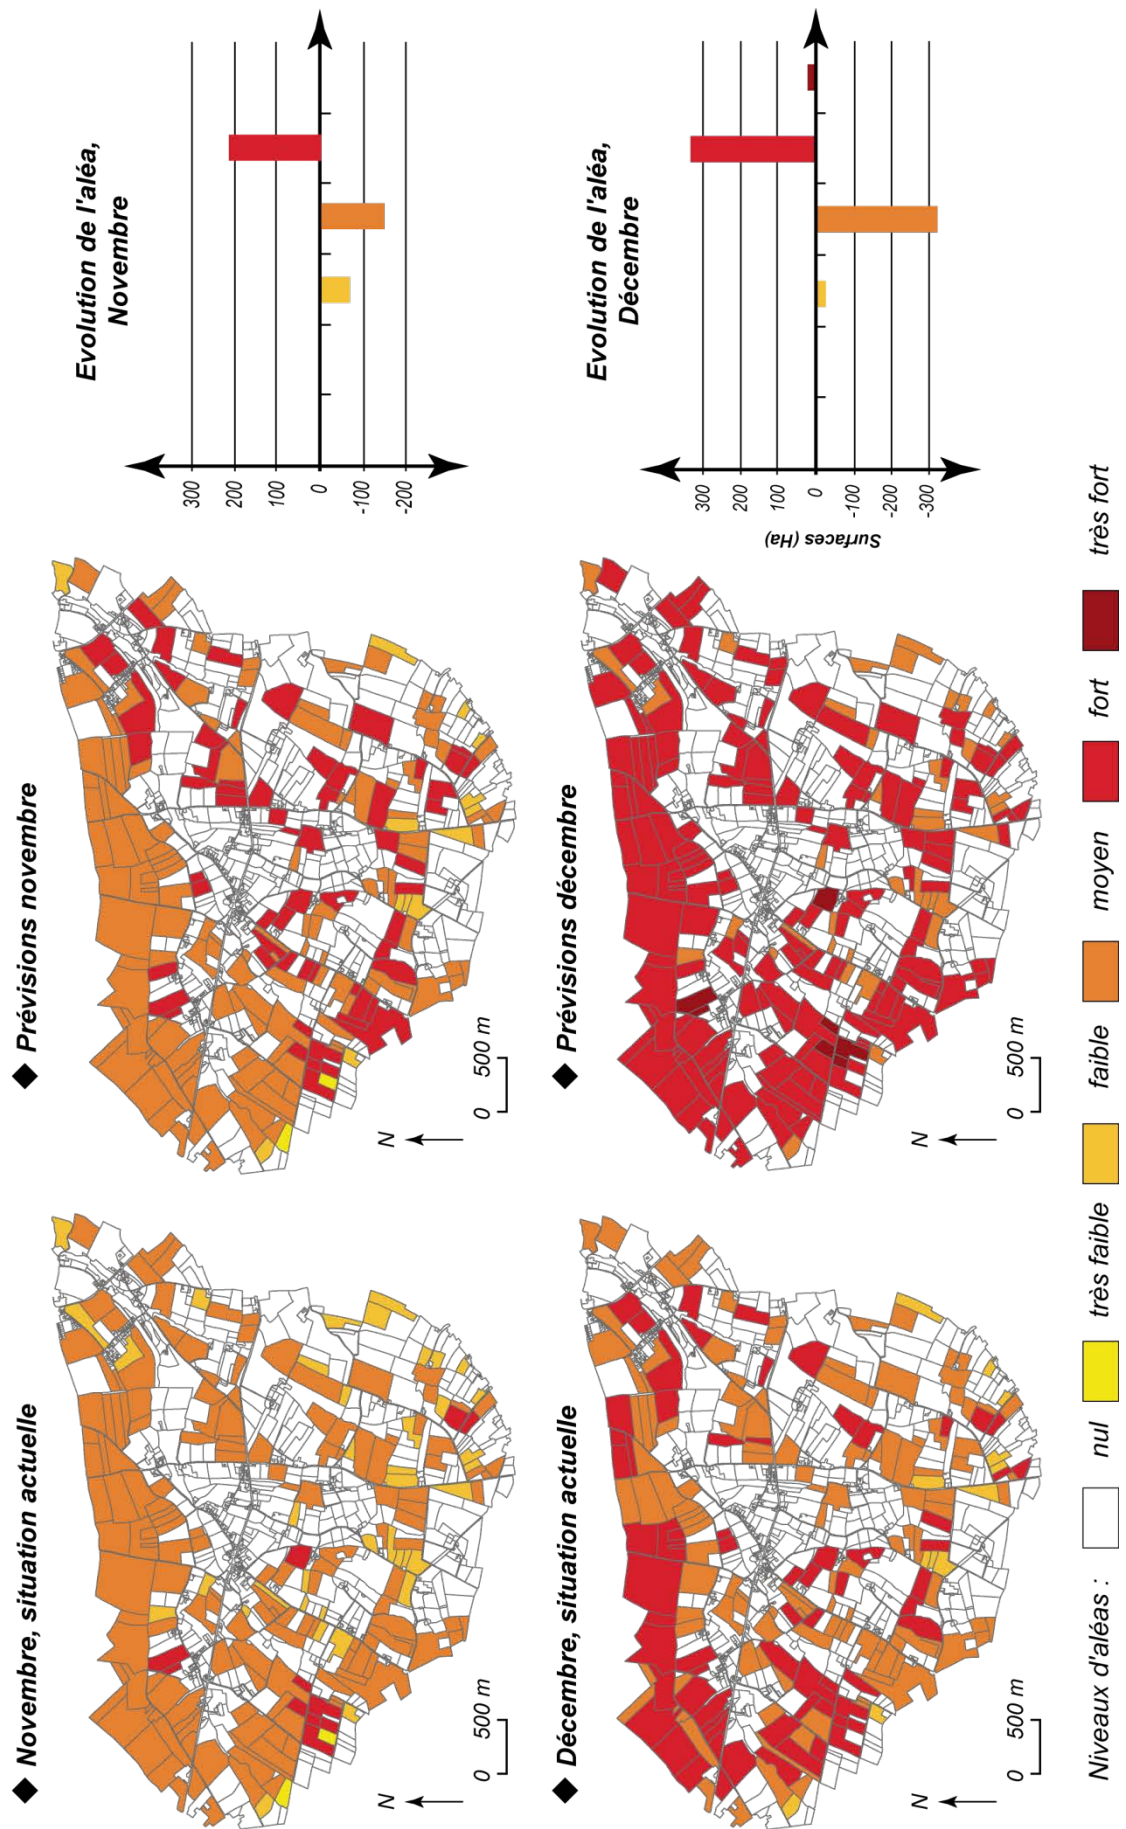 ◆ Novembre, situation actuelle
N
0 500 m
◆ Prévisions novembre
N
0 500 m
Evolution de l'aléa,
Novembre
300
200
100
0
-100
-200
◆ Décembre, situation actuelle
N
0 500 m
◆ Prévisions décembre
N
0 500 m
Evolution de l'aléa,
Décembre
Surfaces (Ha)
300
200
100
0
-100
-200
-300
Niveaux d'aléas : nul très faible faible moyen fort très fort